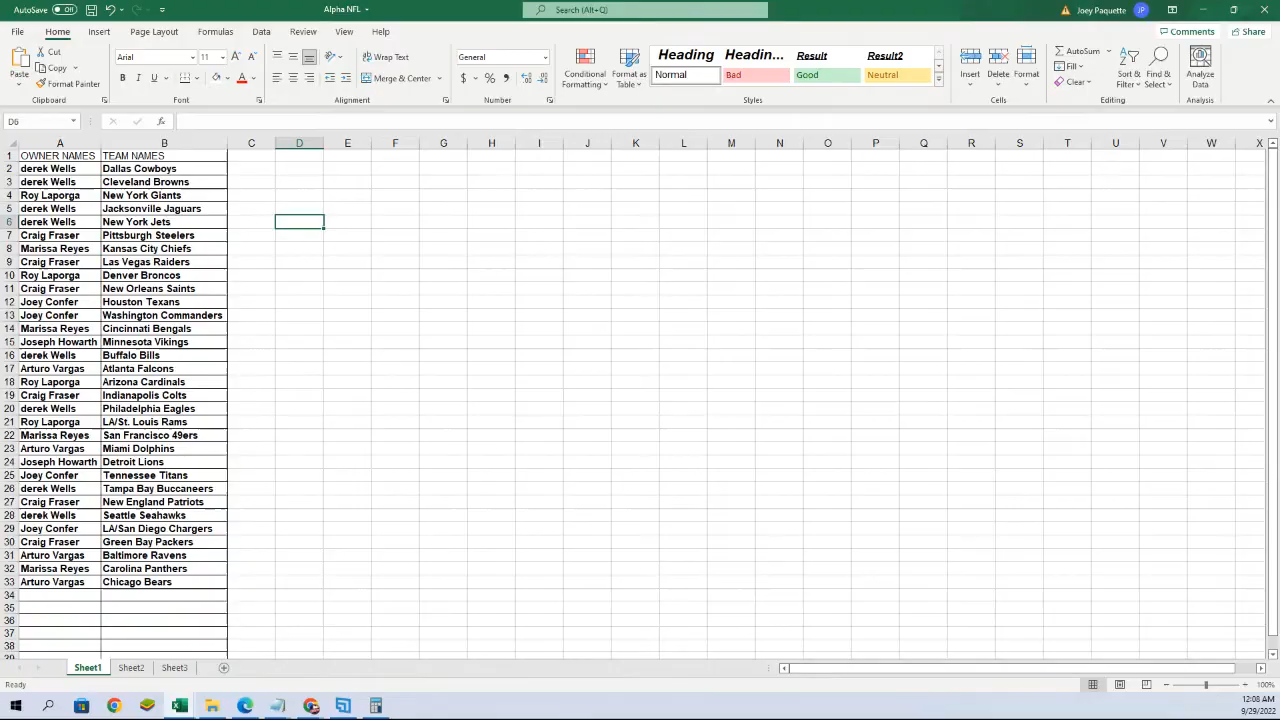 AutoSave Off Alpha NFL Search (Alt+Q) Joey Paquette JP
File Home Insert Page Layout Formulas Data Review View Help Comments Share
Paste Cut Copy Format Painter Clipboard
Arial 11 B I U A Font
Wrap Text Merge & Center Alignment
General $ % Number
Conditional Formatting Format as Table Heading Headin... Result Result2 Normal Bad Good Neutral Styles
Insert Delete Format Cells
AutoSum Fill Clear Sort & Filter Find & Select Editing
Analyze Data Analysis
D6 fx
A B C D E F G H I J K L M N O P Q R S T U V W X
1 OWNER NAMES TEAM NAMES
2 derek Wells Dallas Cowboys
3 derek Wells Cleveland Browns
4 Roy Laporga New York Giants
5 derek Wells Jacksonville Jaguars
6 derek Wells New York Jets
7 Craig Fraser Pittsburgh Steelers
8 Marissa Reyes Kansas City Chiefs
9 Craig Fraser Las Vegas Raiders
10 Roy Laporga Denver Broncos
11 Craig Fraser New Orleans Saints
12 Joey Confer Houston Texans
13 Joey Confer Washington Commanders
14 Marissa Reyes Cincinnati Bengals
15 Joseph Howarth Minnesota Vikings
16 derek Wells Buffalo Bills
17 Arturo Vargas Atlanta Falcons
18 Roy Laporga Arizona Cardinals
19 Craig Fraser Indianapolis Colts
20 derek Wells Philadelphia Eagles
21 Roy Laporga LA/St. Louis Rams
22 Marissa Reyes San Francisco 49ers
23 Arturo Vargas Miami Dolphins
24 Joseph Howarth Detroit Lions
25 Joey Confer Tennessee Titans
26 derek Wells Tampa Bay Buccaneers
27 Craig Fraser New England Patriots
28 derek Wells Seattle Seahawks
29 Joey Confer LA/San Diego Chargers
30 Craig Fraser Green Bay Packers
31 Arturo Vargas Baltimore Ravens
32 Marissa Reyes Carolina Panthers
33 Arturo Vargas Chicago Bears
34
35
36
37
38
39
Sheet1 Sheet2 Sheet3
Ready 100%
12:08 AM
9/29/2022